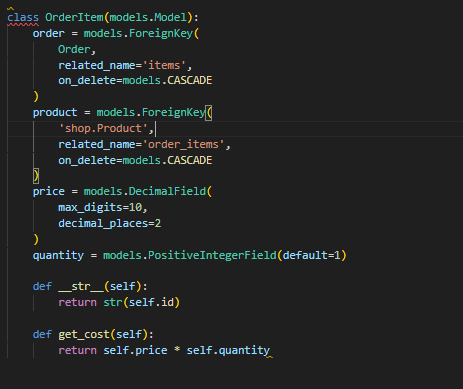 class OrderItem(models.Model):
    order = models.ForeignKey(
        Order,
        related_name='items',
        on_delete=models.CASCADE
    )
    product = models.ForeignKey(
        'shop.Product',
        related_name='order_items',
        on_delete=models.CASCADE
    )
    price = models.DecimalField(
        max_digits=10,
        decimal_places=2
    )
    quantity = models.PositiveIntegerField(default=1)

    def __str__(self):
        return str(self.id)

    def get_cost(self):
        return self.price * self.quantity